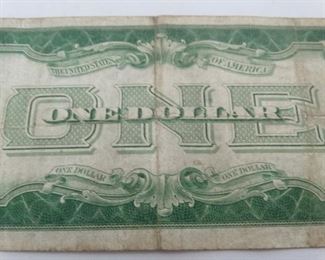 THE UNITED STATES OF AMERICA
ONE
ONE DOLLAR
ONE DOLLAR ONE DOLLAR